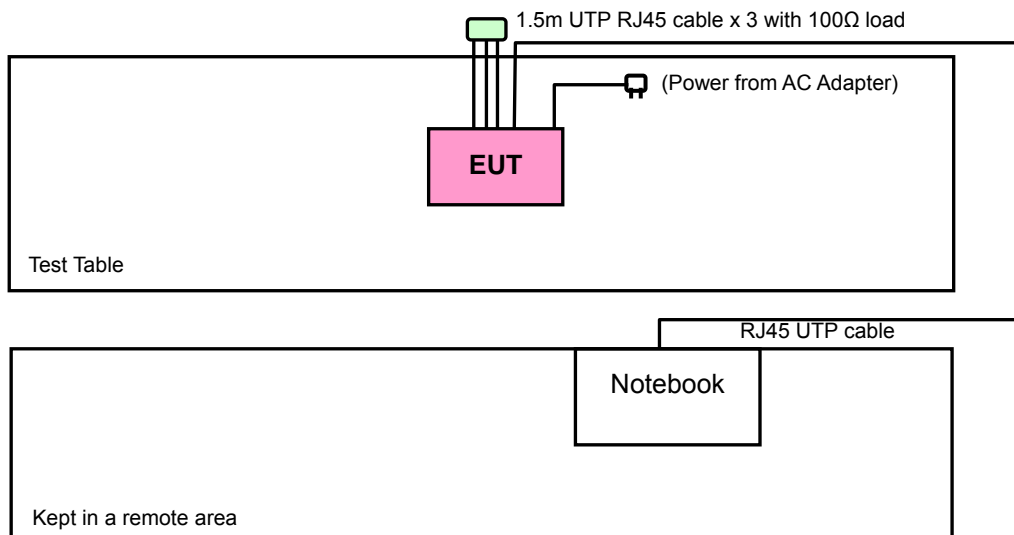 1.5m UTP RJ45 cable x 3 with 100Ω load
(Power from AC Adapter)
EUT
Test Table
RJ45 UTP cable
Notebook
Kept in a remote area